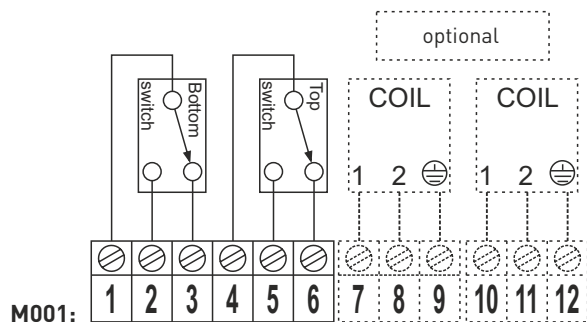 optional
Bottom
switch
Top
switch
COIL
COIL
1 2
1 2
1 2 3 4 5 6 7 8 9 10 11 12
M001: